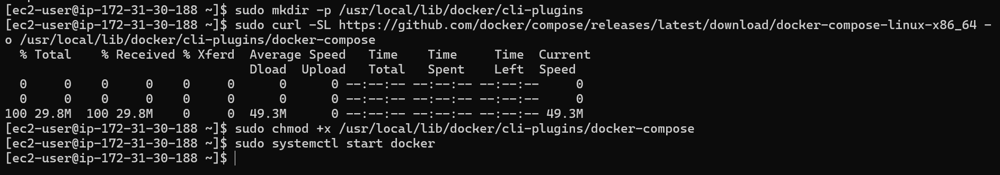 [ec2-user@ip-172-31-30-188 ~]$ sudo mkdir -p /usr/local/lib/docker/cli-plugins
[ec2-user@ip-172-31-30-188 ~]$ sudo curl -SL https://github.com/docker/compose/releases/latest/download/docker-compose-linux-x86_64 -
o /usr/local/lib/docker/cli-plugins/docker-compose
  % Total    % Received % Xferd  Average Speed   Time    Time     Time  Current
                                 Dload  Upload   Total   Spent    Left  Speed
  0     0    0     0    0     0      0      0 --:--:-- --:--:-- --:--:--     0
  0     0    0     0    0     0      0      0 --:--:-- --:--:-- --:--:--     0
100 29.8M  100 29.8M    0     0  49.3M      0 --:--:-- --:--:-- --:--:-- 49.3M
[ec2-user@ip-172-31-30-188 ~]$ sudo chmod +x /usr/local/lib/docker/cli-plugins/docker-compose
[ec2-user@ip-172-31-30-188 ~]$ sudo systemctl start docker
[ec2-user@ip-172-31-30-188 ~]$